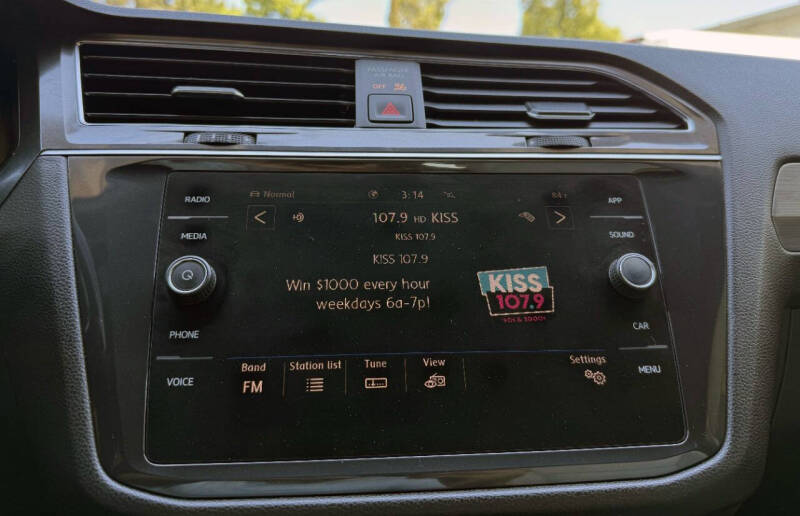 PASSENGER
AIR BAG
OFF
RADIO
MEDIA
PHONE
VOICE
Normal
3:14
84°F
107.9 HD KISS
KISS 107.9
KISS 107.9
Win $1000 every hour
weekdays 6a-7p!
KISS
107.9
'90s & 2000s
Band
FM
Station list
Tune
View
Settings
APP
SOUND
CAR
MENU